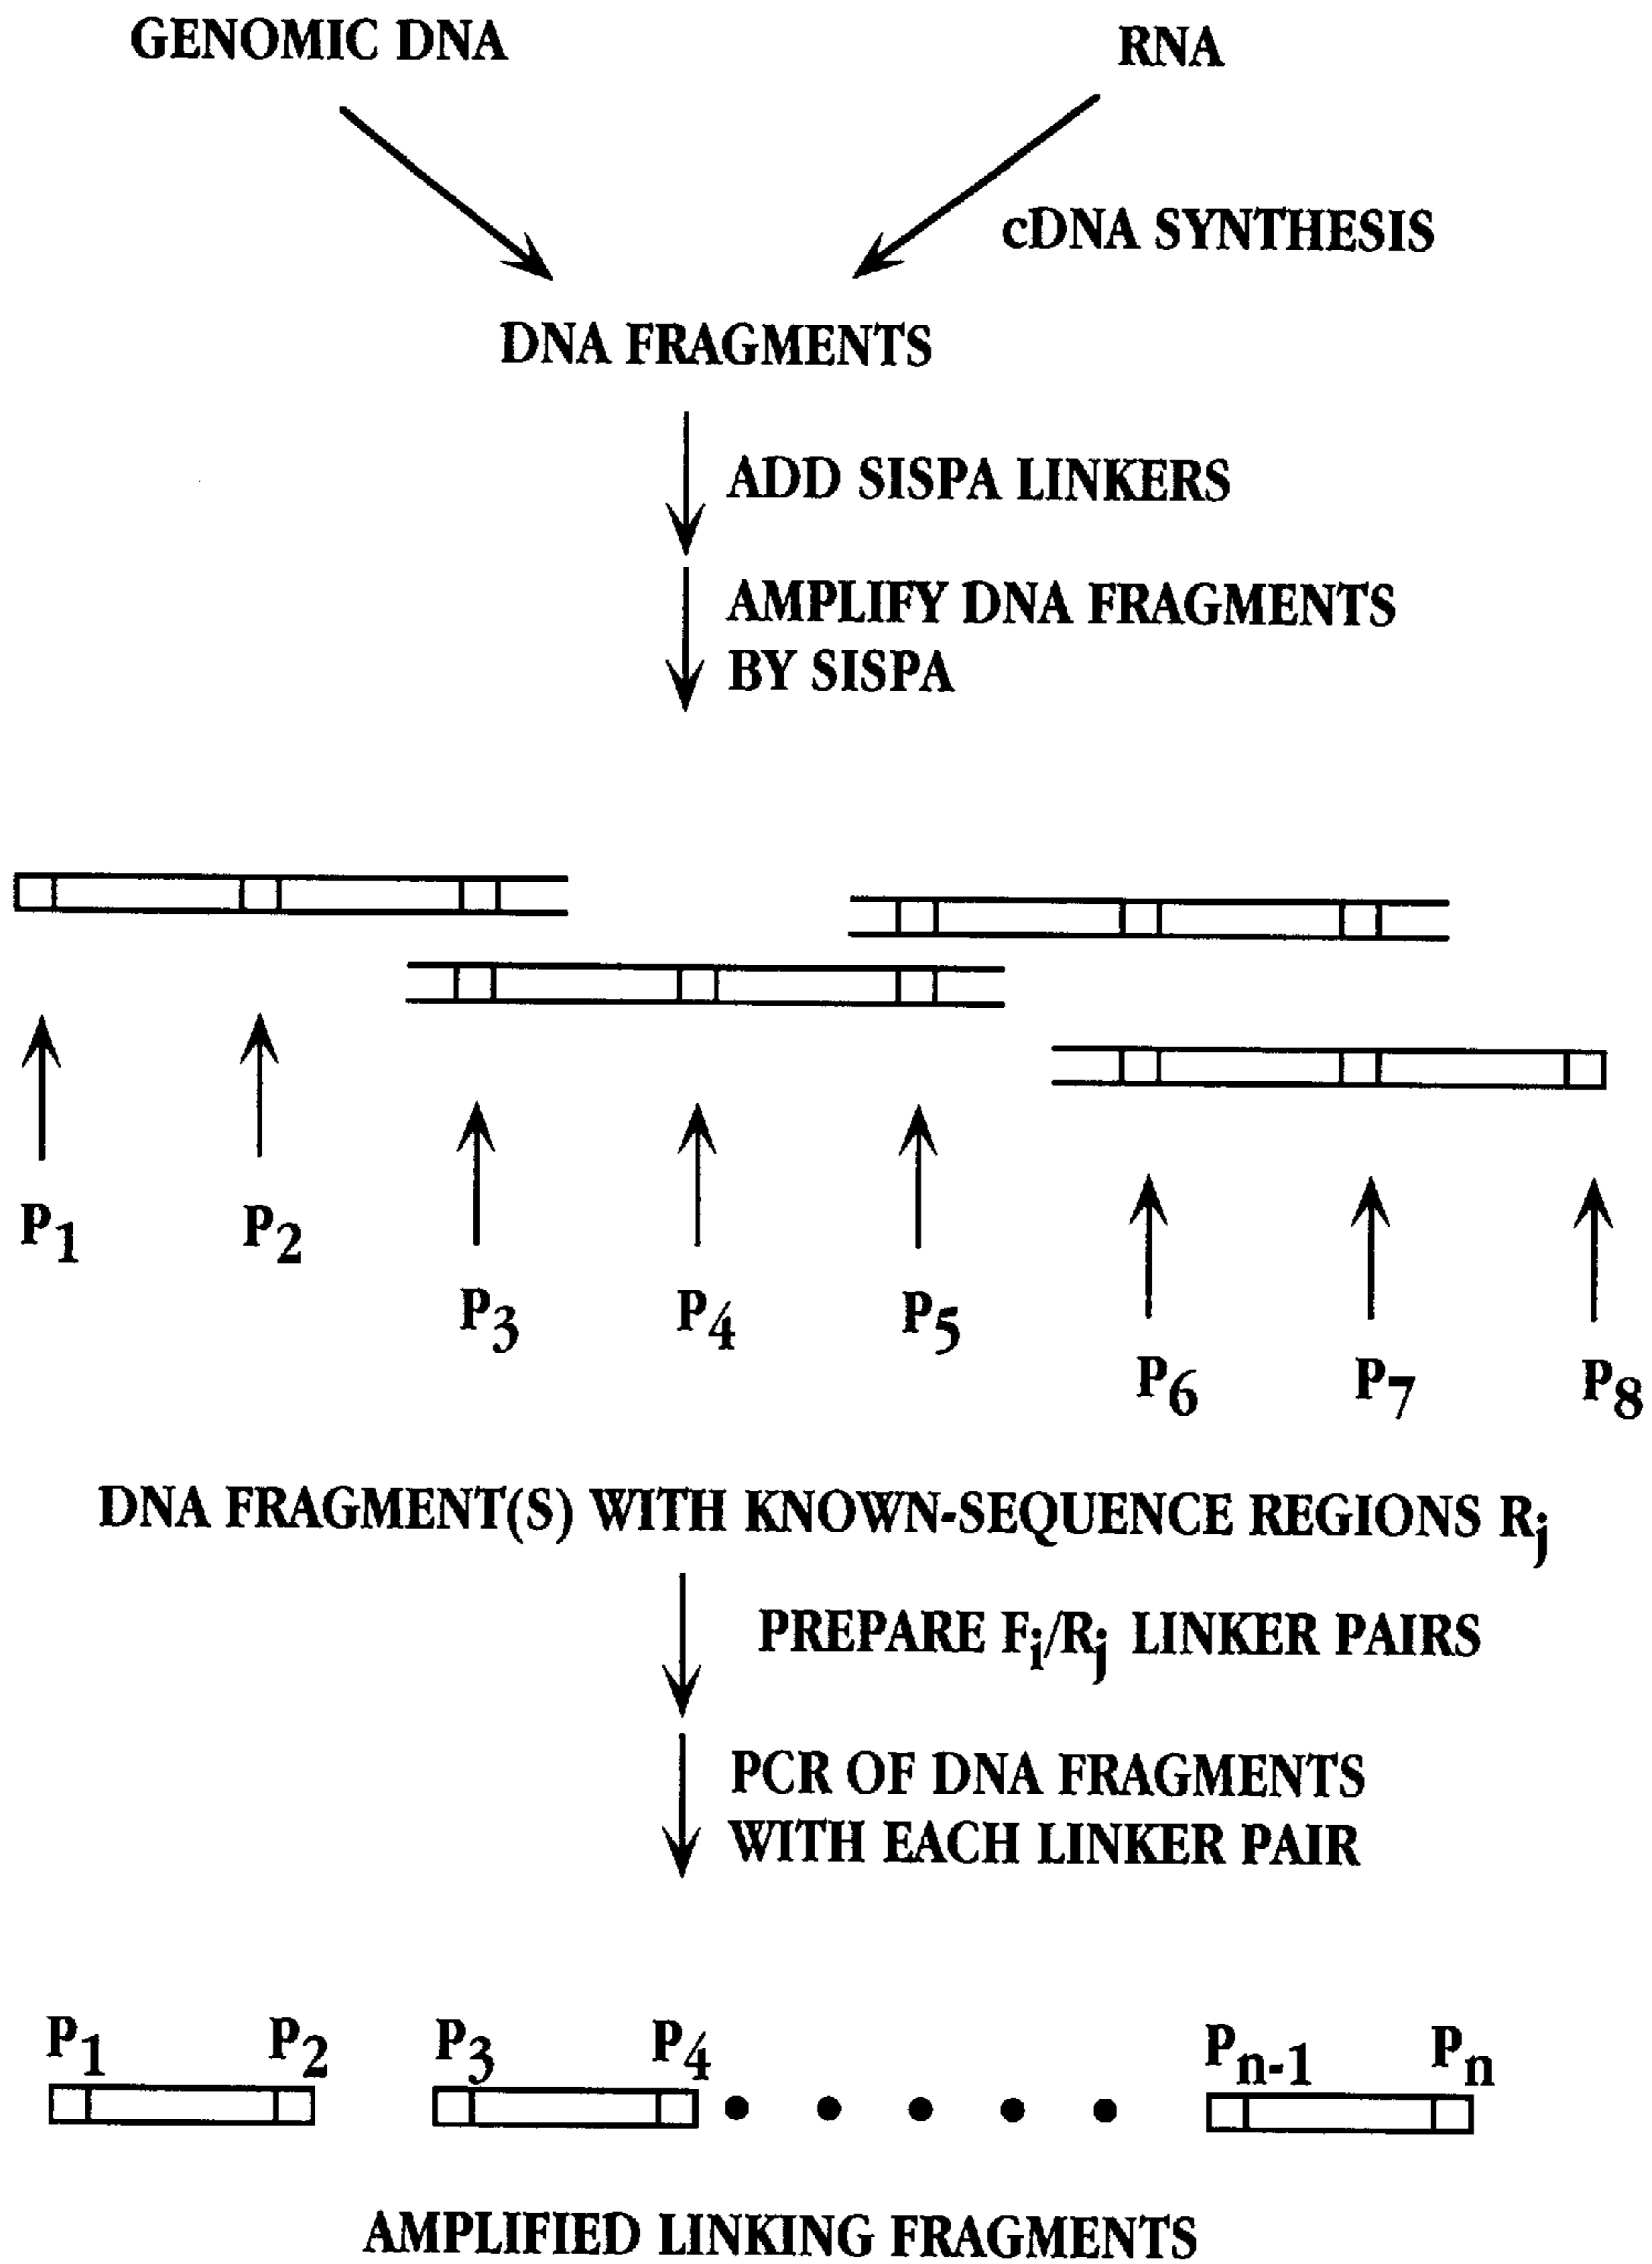 GENOMIC DNA
RNA
cDNA SYNTHESIS
DNA FRAGMENTS
ADD SISPA LINKERS
AMPLIFY DNA FRAGMENTS
BY SISPA
P1
P2
P3
P4
P5
P6
P7
P8
DNA FRAGMENT(S) WITH KNOWN-SEQUENCE REGIONS Rj
PREPARE Fi/Rj LINKER PAIRS
PCR OF DNA FRAGMENTS
WITH EACH LINKER PAIR
P1 P2 P3 P4 Pn-1 Pn
AMPLIFIED LINKING FRAGMENTS